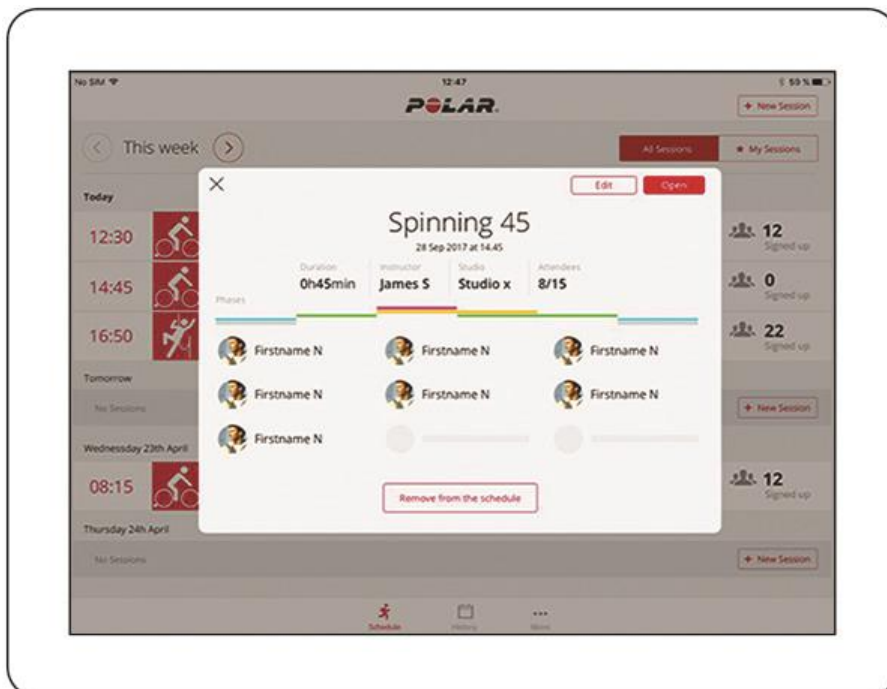 No SIM 12:47 59 %
POLAR
+ New Session
This week
All Sessions ★ My Sessions
Today
Edit Open
Spinning 45
28 Sep 2017 at 14.45
12:30
12
Signed up
Duration Instructor Studio Attendees
0h45min James S Studio x 8/15
14:45
0
Signed up
Phases
16:50
22
Signed up
Firstname N Firstname N Firstname N
Tomorrow
Firstname N Firstname N Firstname N
No Sessions
+ New Session
Firstname N
Wednesday 23th April
08:15
12
Signed up
Remove from the schedule
Thursday 24h April
No Sessions
+ New Session
Schedule History More